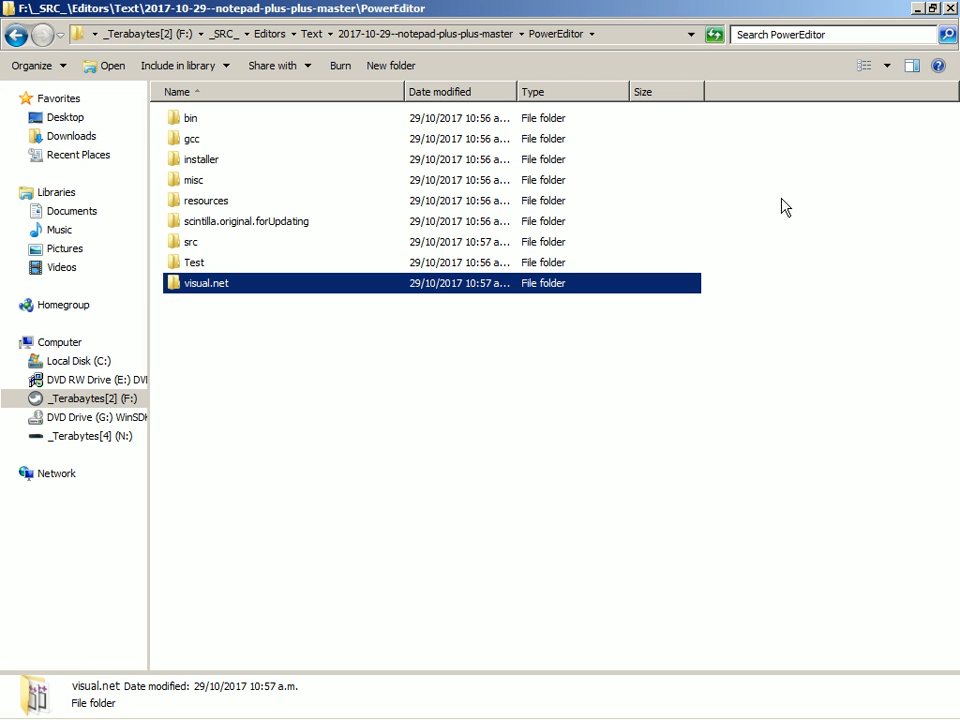 F:\_SRC_\Editors\Text\2017-10-29--notepad-plus-plus-master\PowerEditor
_Terabaytes[2] (F:) _SRC_ Editors Text 2017-10-29--notepad-plus-plus-master PowerEditor Search PowerEditor
Organize Open Include in library Share with Burn New folder
Name Date modified Type Size
Favorites
Desktop
Downloads
Recent Places
Libraries
Documents
Music
Pictures
Videos
Homegroup
Computer
Local Disk (C:)
DVD RW Drive (E:) DVI
_Terabaytes[2] (F:)
DVD Drive (G:) WinSDK
_Terabytes[4] (N:)
Network
bin 29/10/2017 10:56 a... File folder
gcc 29/10/2017 10:56 a... File folder
installer 29/10/2017 10:56 a... File folder
misc 29/10/2017 10:56 a... File folder
resources 29/10/2017 10:56 a... File folder
scintilla.original.forUpdating 29/10/2017 10:56 a... File folder
src 29/10/2017 10:57 a... File folder
Test 29/10/2017 10:56 a... File folder
visual.net 29/10/2017 10:57 a... File folder
visual.net Date modified: 29/10/2017 10:57 a.m.
File folder